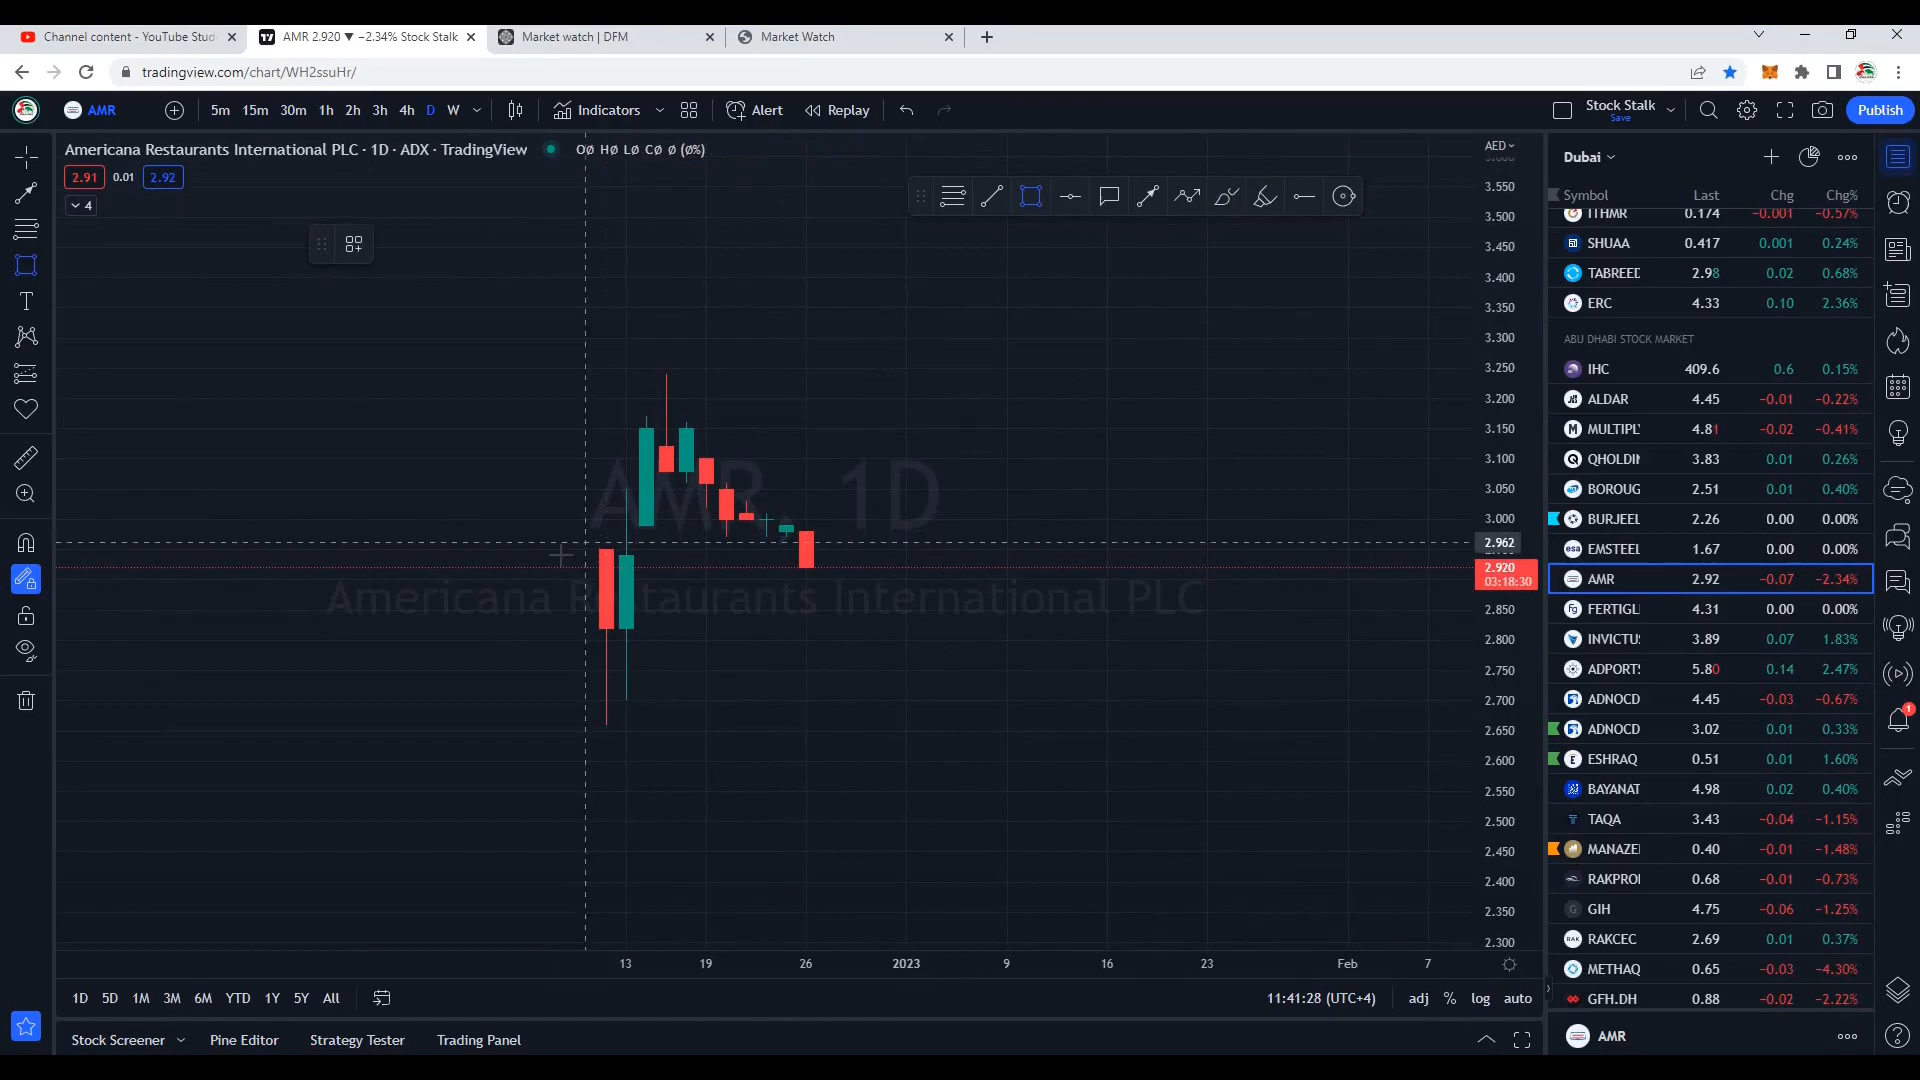 Channel content - YouTube Stud
AMR 2.920 ▼ −2.34% Stock Stalk
Market watch | DFM
Market Watch
tradingview.com/chart/WH2ssuHr/
AMR
5m 15m 30m 1h 2h 3h 4h D W
Indicators
Alert
Replay
Stock Stalk
Save
Publish
Americana Restaurants International PLC · 1D · ADX · TradingView
OØ HØ LØ CØ Ø (Ø%)
2.91 0.01 2.92
4
AED
3.550
3.500
3.450
3.400
3.350
3.300
3.250
3.200
3.150
3.100
3.050
3.000
2.962
2.920
03:18:30
2.850
2.800
2.750
2.700
2.650
2.600
2.550
2.500
2.450
2.400
2.350
2.300
AMR, 1D
Americana Restaurants International PLC
13 19 26 2023 9 16 23 Feb 7
1D 5D 1M 3M 6M YTD 1Y 5Y All
11:41:28 (UTC+4) adj % log auto
Stock Screener Pine Editor Strategy Tester Trading Panel
Dubai
Symbol Last Chg Chg%
ITHMR 0.174 −0.001 −0.57%
SHUAA 0.417 0.001 0.24%
TABREED 2.98 0.02 0.68%
ERC 4.33 0.10 2.36%
ABU DHABI STOCK MARKET
IHC 409.6 0.6 0.15%
ALDAR 4.45 −0.01 −0.22%
MULTIPLY 4.81 −0.02 −0.41%
QHOLDIN 3.83 0.01 0.26%
BOROUG 2.51 0.01 0.40%
BURJEEL 2.26 0.00 0.00%
EMSTEEL 1.67 0.00 0.00%
AMR 2.92 −0.07 −2.34%
FERTIGL 4.31 0.00 0.00%
INVICTUS 3.89 0.07 1.83%
ADPORTS 5.80 0.14 2.47%
ADNOCD 4.45 −0.03 −0.67%
ADNOCD 3.02 0.01 0.33%
ESHRAQ 0.51 0.01 1.60%
BAYANAT 4.98 0.02 0.40%
TAQA 3.43 −0.04 −1.15%
MANAZEL 0.40 −0.01 −1.48%
RAKPROP 0.68 −0.01 −0.73%
GIH 4.75 −0.06 −1.25%
RAKCEC 2.69 0.01 0.37%
METHAQ 0.65 −0.03 −4.30%
GFH.DH 0.88 −0.02 −2.22%
AMR
1